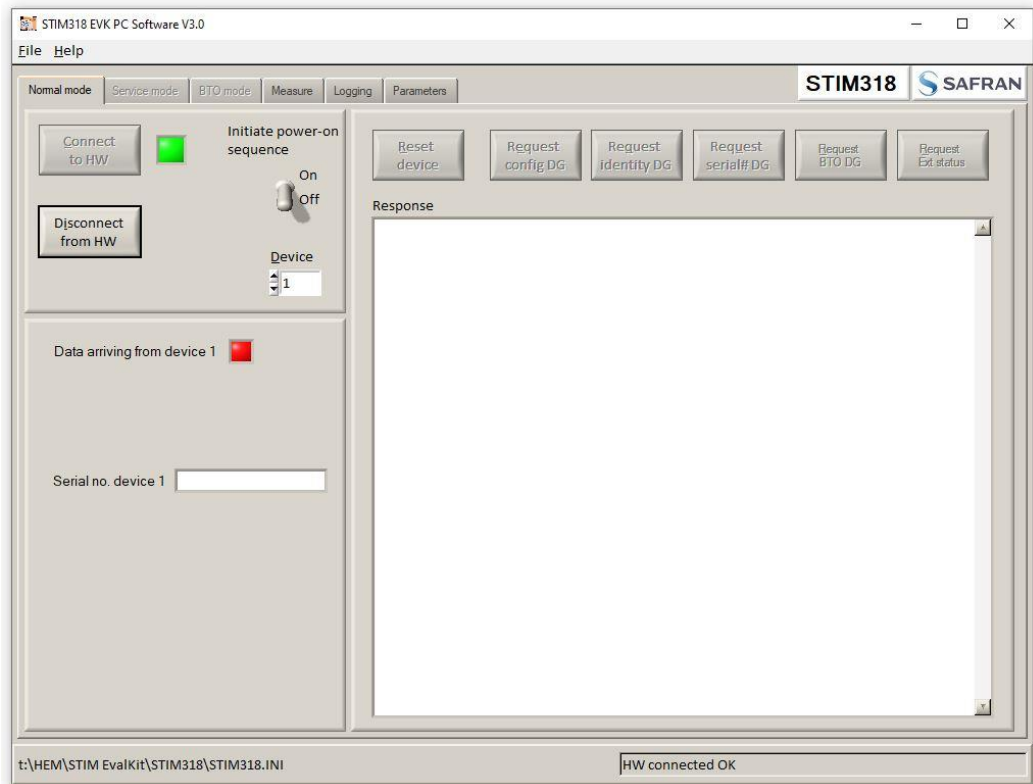 STIM318 EVK PC Software V3.0
File Help
Normal mode
Service mode
BTO mode
Measure
Logging
Parameters
STIM318
SAFRAN
Connect
to HW
Initiate power-on
sequence
On
Off
Disconnect
from HW
Device
1
Reset
device
Request
config DG
Request
identity DG
Request
serial# DG
Request
BTO DG
Request
Ext status
Response
Data arriving from device 1
Serial no. device 1
t:\HEM\STIM EvalKit\STIM318\STIM318.INI
HW connected OK